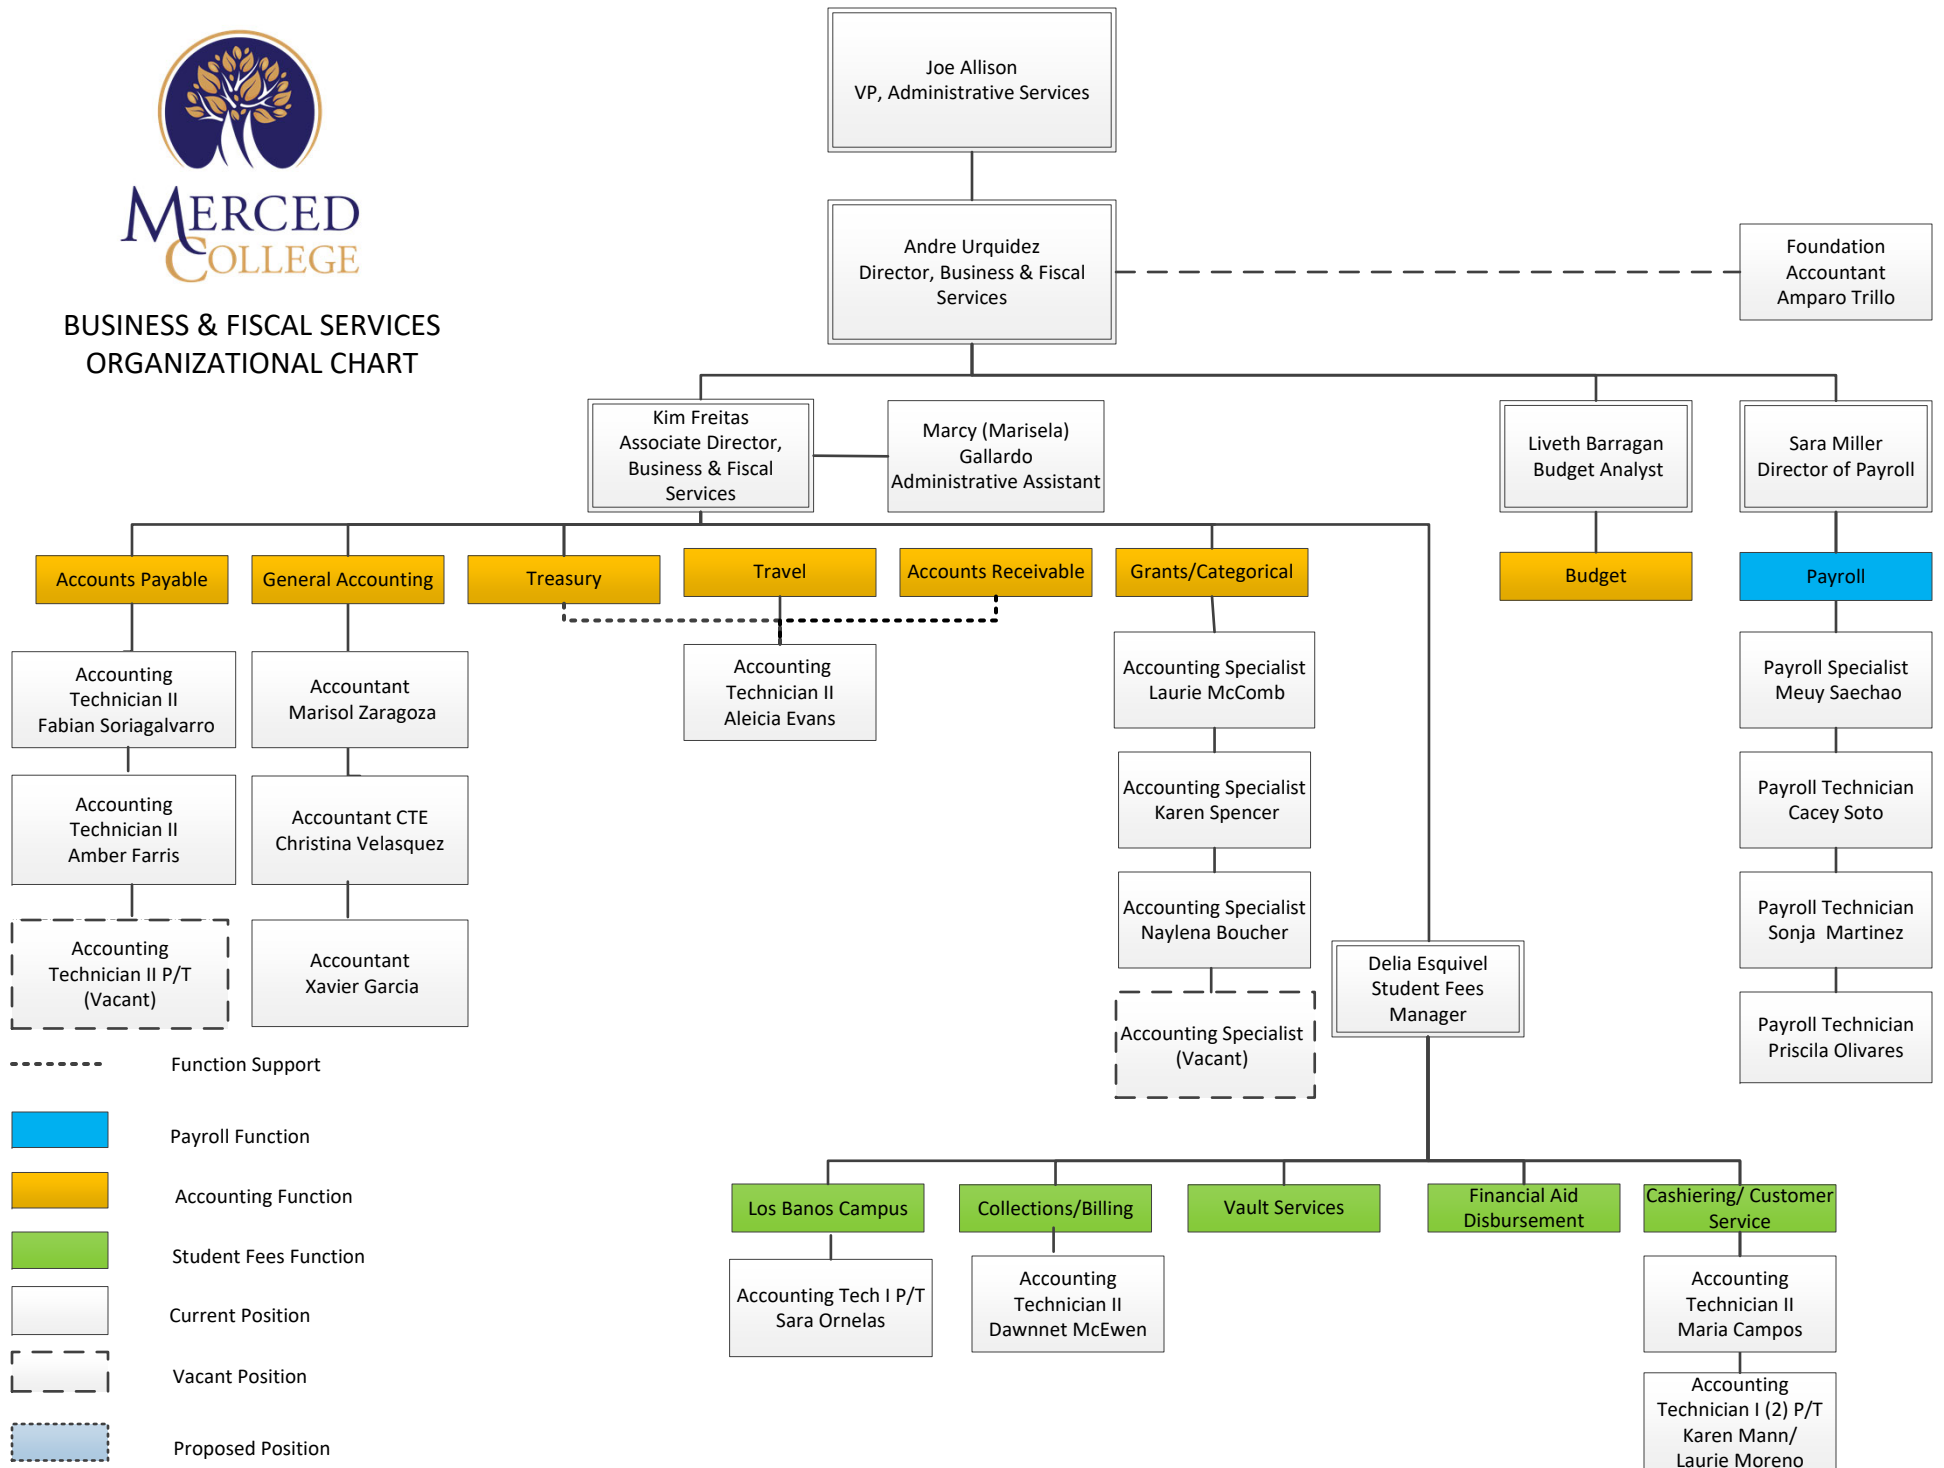 MERCED
COLLEGE
BUSINESS & FISCAL SERVICES
ORGANIZATIONAL CHART
Joe Allison
VP, Administrative Services
Andre Urquidez
Director, Business & Fiscal
Services
Foundation
Accountant
Amparo Trillo
Kim Freitas
Associate Director,
Business & Fiscal
Services
Marcy (Marisela)
Gallardo
Administrative Assistant
Liveth Barragan
Budget Analyst
Sara Miller
Director of Payroll
Accounts Payable
General Accounting
Treasury
Travel
Accounts Receivable
Grants/Categorical
Budget
Payroll
Accounting
Technician II
Fabian Soriagalvarro
Accounting
Technician II
Amber Farris
Accounting
Technician II P/T
(Vacant)
Accountant
Marisol Zaragoza
Accountant CTE
Christina Velasquez
Accountant
Xavier Garcia
Accounting
Technician II
Aleicia Evans
Accounting Specialist
Laurie McComb
Accounting Specialist
Karen Spencer
Accounting Specialist
Naylena Boucher
Accounting Specialist
(Vacant)
Delia Esquivel
Student Fees
Manager
Payroll Specialist
Meuy Saechao
Payroll Technician
Cacey Soto
Payroll Technician
Sonja  Martinez
Payroll Technician
Priscila Olivares
Los Banos Campus
Collections/Billing
Vault Services
Financial Aid
Disbursement
Cashiering/ Customer
Service
Accounting Tech I P/T
Sara Ornelas
Accounting
Technician II
Dawnnet McEwen
Accounting
Technician II
Maria Campos
Accounting
Technician I (2) P/T
Karen Mann/
Laurie Moreno
Function Support
Payroll Function
Accounting Function
Student Fees Function
Current Position
Vacant Position
Proposed Position